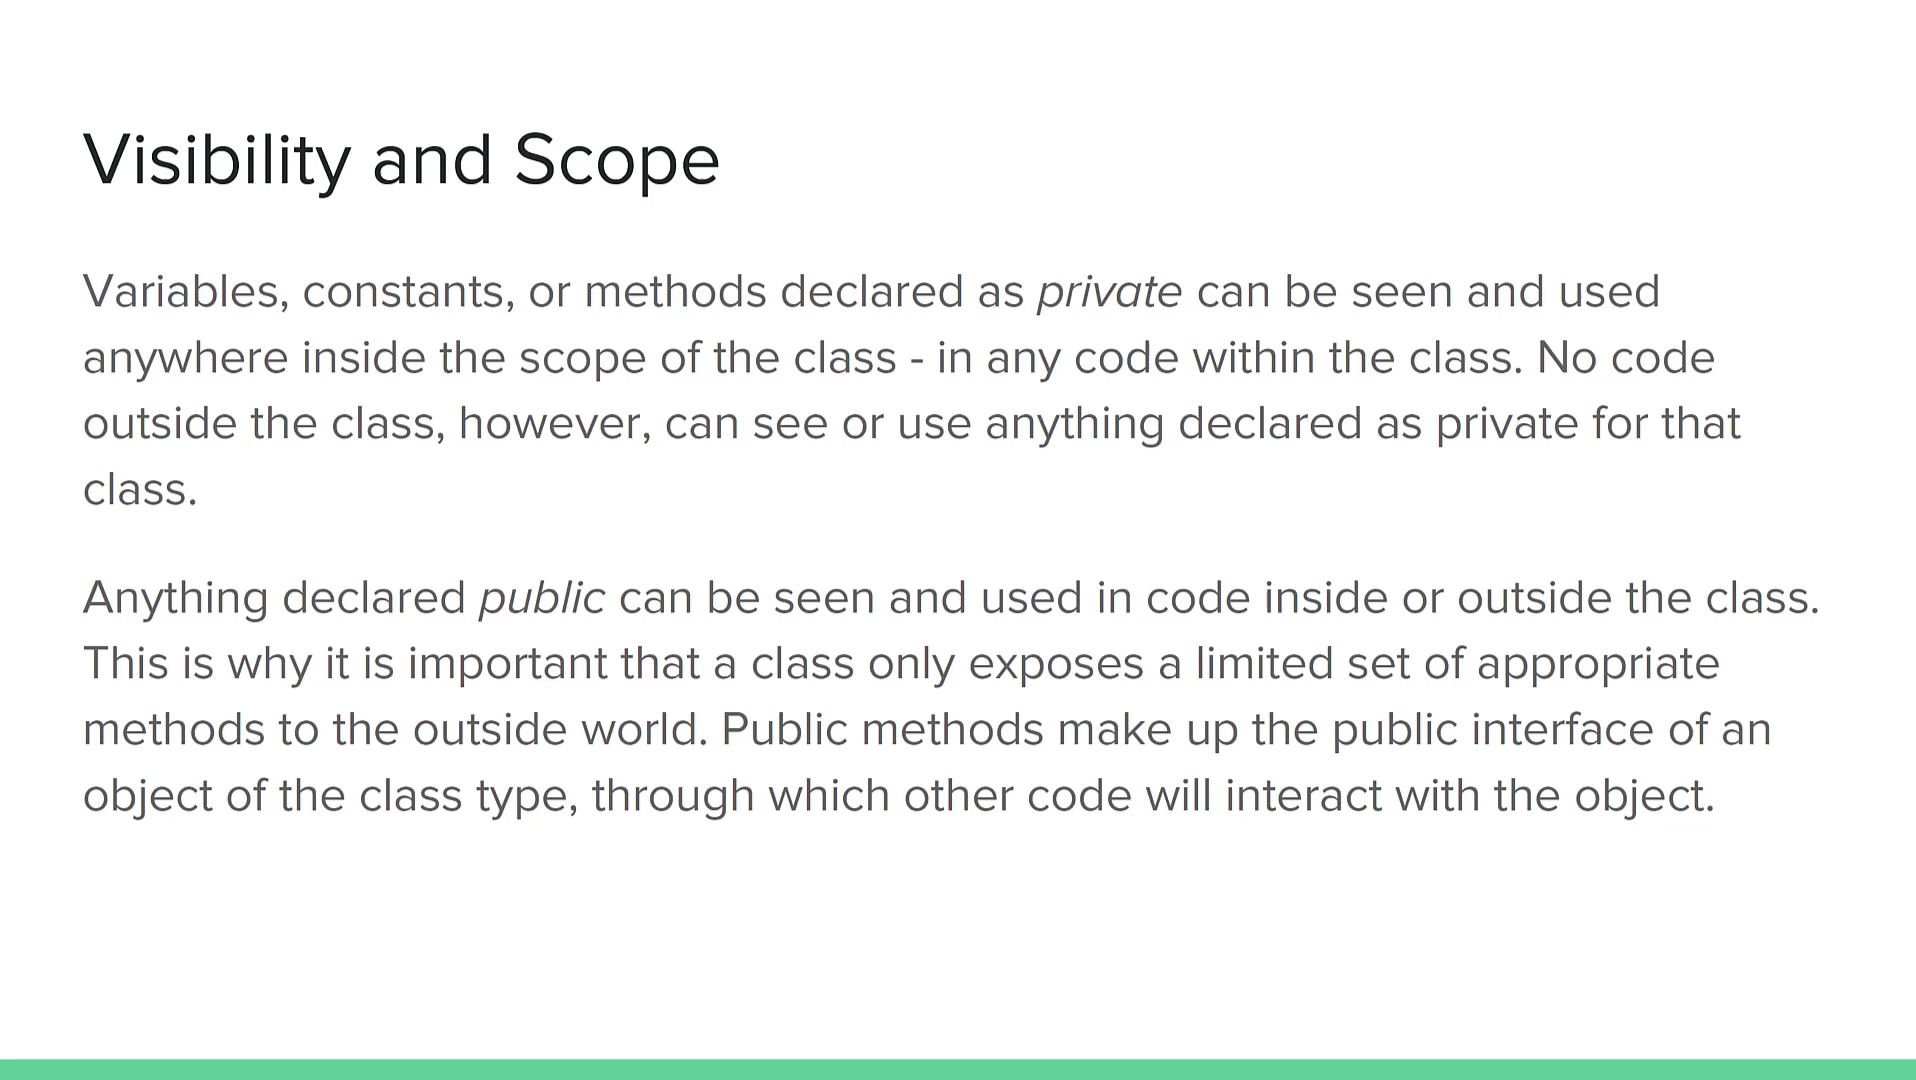 Visibility and Scope
Variables, constants, or methods declared as private can be seen and used
anywhere inside the scope of the class - in any code within the class. No code
outside the class, however, can see or use anything declared as private for that
class.
Anything declared public can be seen and used in code inside or outside the class.
This is why it is important that a class only exposes a limited set of appropriate
methods to the outside world. Public methods make up the public interface of an
object of the class type, through which other code will interact with the object.